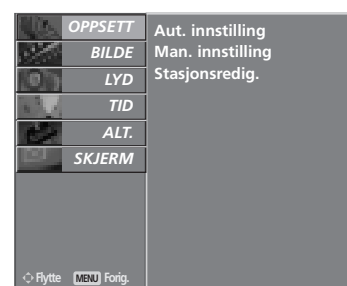 OPPSETT
BILDE
LYD
TID
ALT.
SKJERM
Aut. innstilling
Man. innstilling
Stasjonsredig.
Flytte MENU Forig.